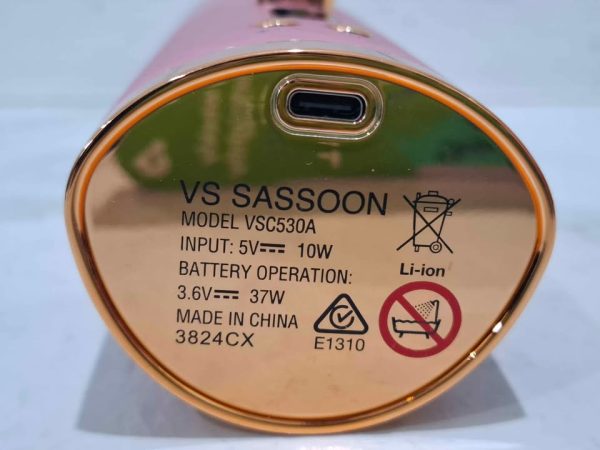 VS SASSOON
MODEL VSC530A
INPUT: 5V⎓ 10W
BATTERY OPERATION:
3.6V⎓ 37W
MADE IN CHINA
3824CX
Li-ion
E1310